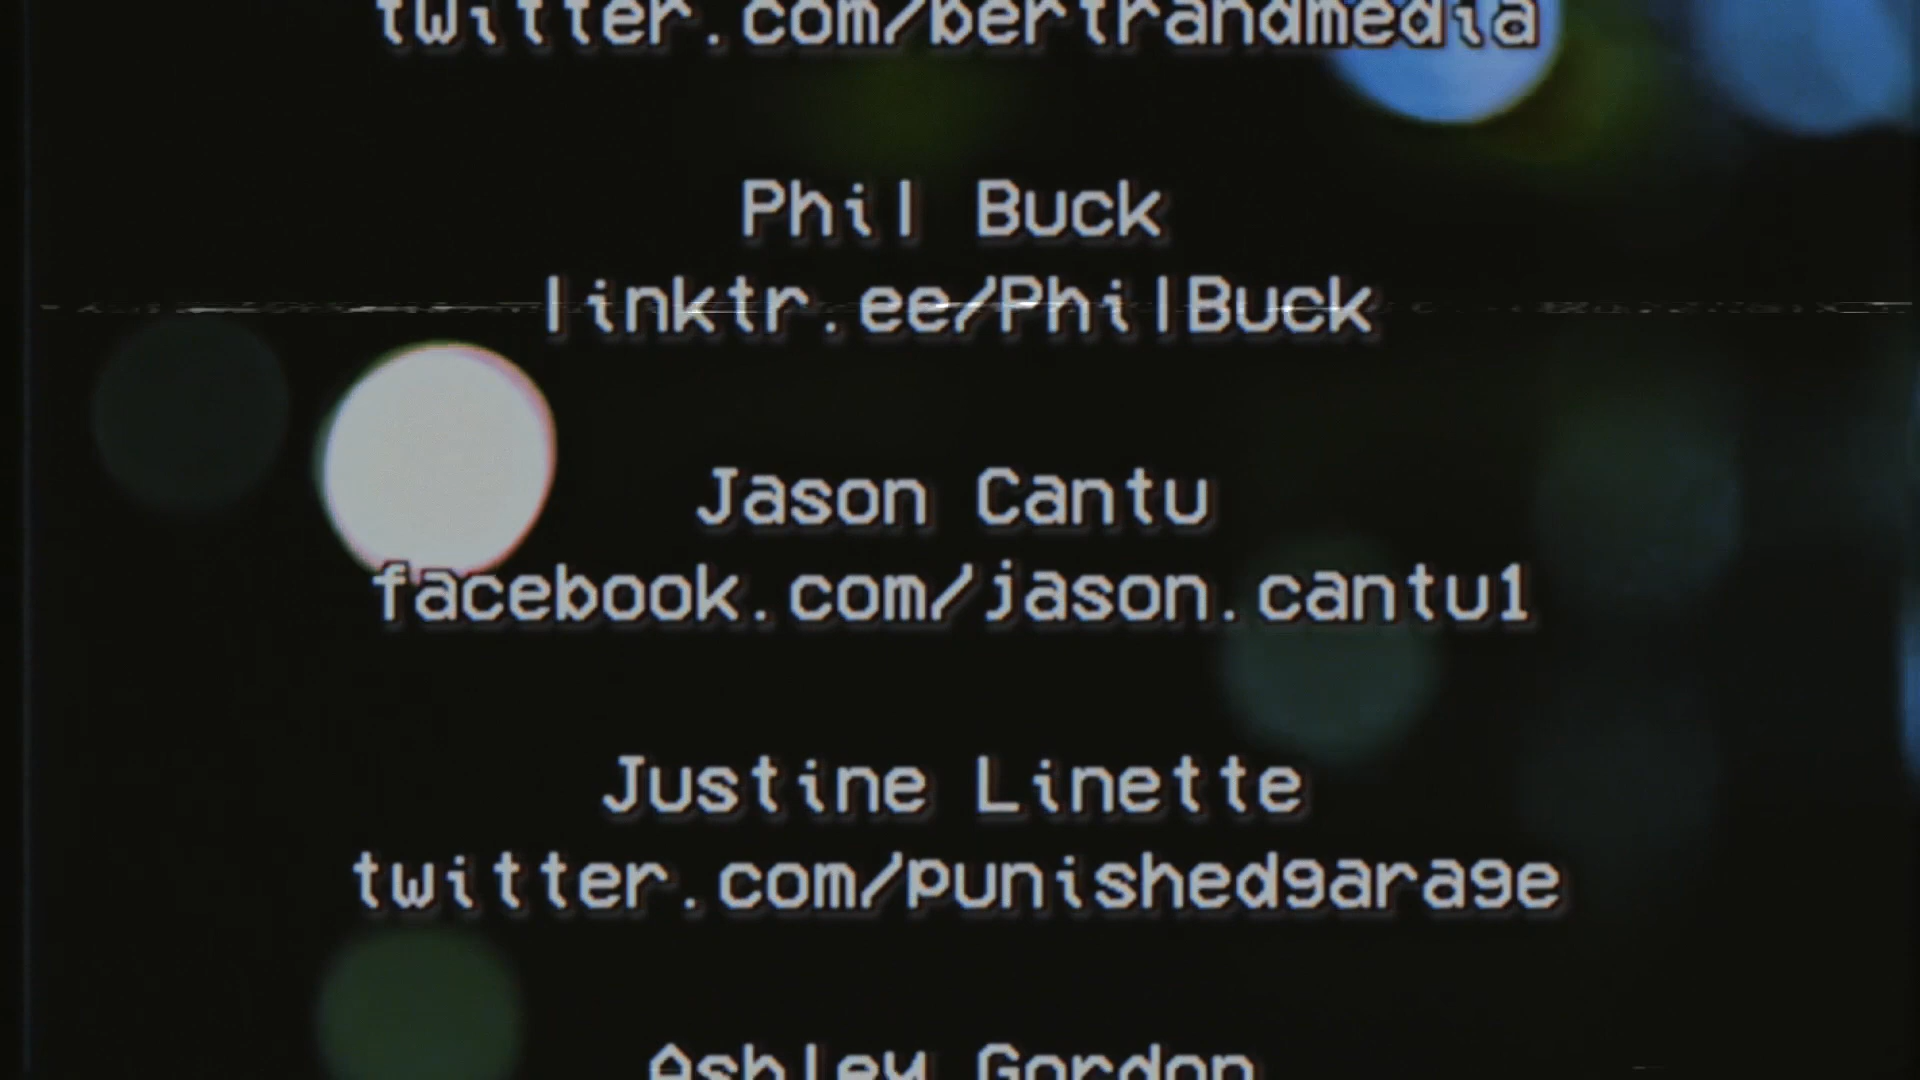 twitter.com/bertrandmedia
Phil Buck
linktr.ee/PhilBuck
Jason Cantu
facebook.com/jason.cantu1
Justine Linette
twitter.com/punishedgarage
Ashley Gordon